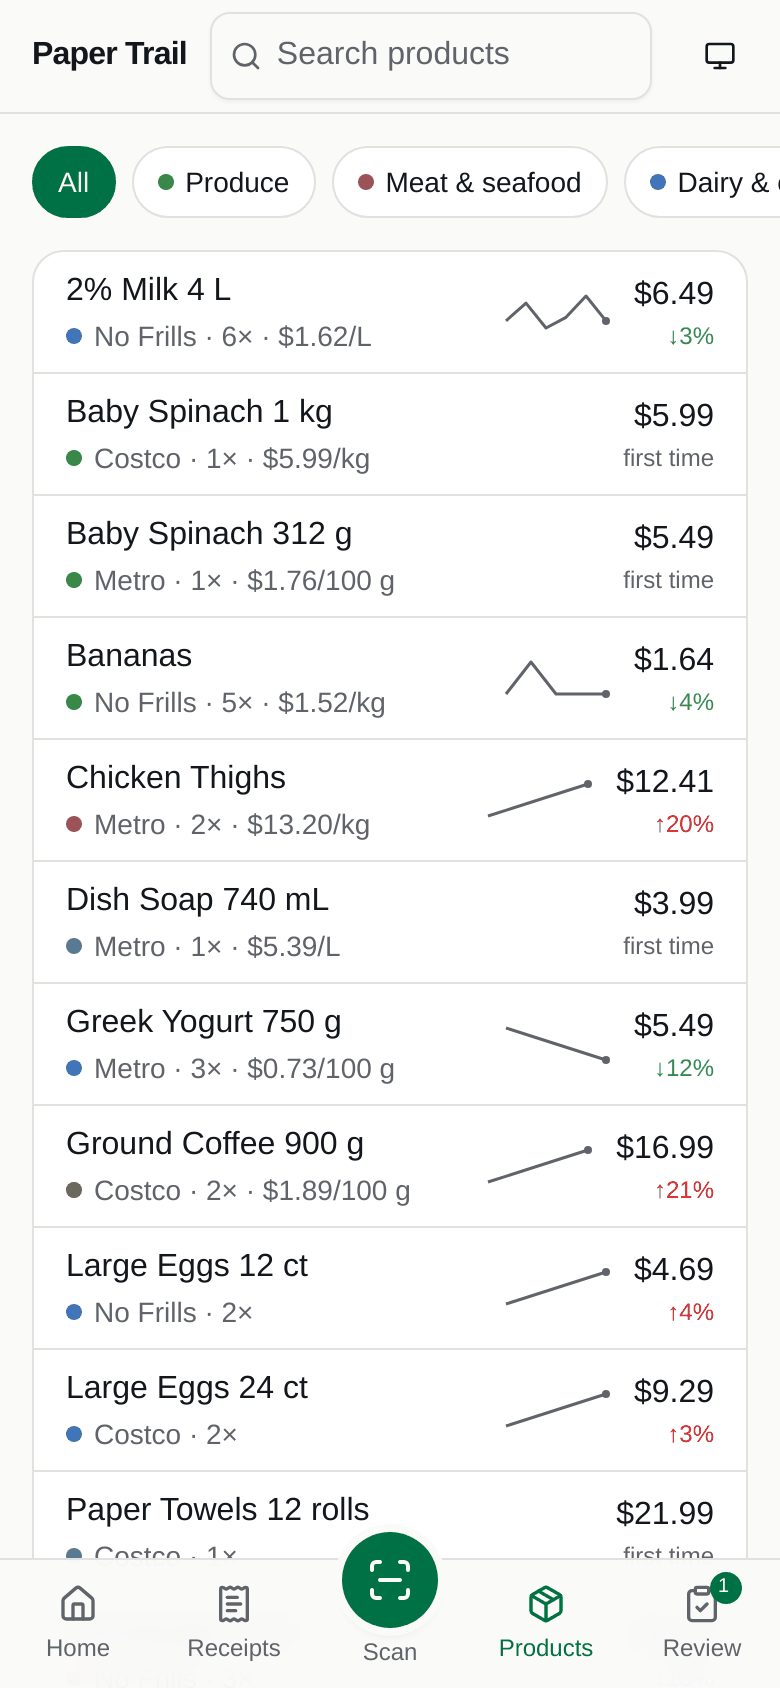 Paper Trail
Search products
All
Produce
Meat & seafood
Dairy &
2% Milk 4 L
$6.49
No Frills · 6× · $1.62/L
↓3%
Baby Spinach 1 kg
$5.99
Costco · 1× · $5.99/kg
first time
Baby Spinach 312 g
$5.49
Metro · 1× · $1.76/100 g
first time
Bananas
$1.64
No Frills · 5× · $1.52/kg
↓4%
Chicken Thighs
$12.41
Metro · 2× · $13.20/kg
↑20%
Dish Soap 740 mL
$3.99
Metro · 1× · $5.39/L
first time
Greek Yogurt 750 g
$5.49
Metro · 3× · $0.73/100 g
↓12%
Ground Coffee 900 g
$16.99
Costco · 2× · $1.89/100 g
↑21%
Large Eggs 12 ct
$4.69
No Frills · 2×
↑4%
Large Eggs 24 ct
$9.29
Costco · 2×
↑3%
Paper Towels 12 rolls
$21.99
Costco · 1×
first time
1
Home
Receipts
Scan
Products
Review